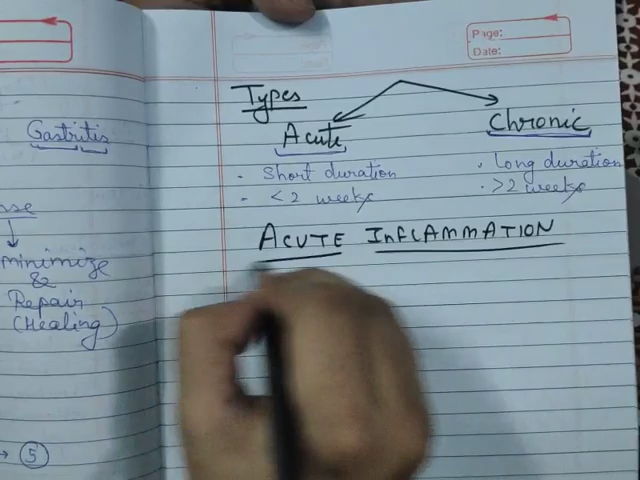 Page:
Date:
Types
Acute
Chronic
- Short duration
- < 2 weeks
. Long duration
. >2 weeks
ACUTE INFLAMMATION
Gastritis
minimize
&
Repair
(Healing)
→ 5